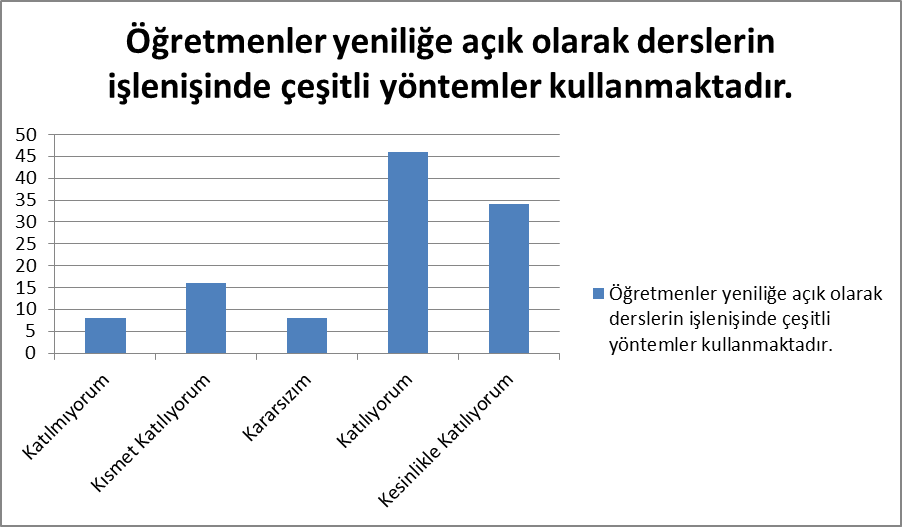 Öğretmenler yeniliğe açık olarak derslerin
işlenişinde çeşitli yöntemler kullanmaktadır.
50
45
40
35
30
25
20
15
10
5
0
Katılmıyorum
Kısmet Katılıyorum
Kararsızım
Katılıyorum
Kesinlikle Katılıyorum
Öğretmenler yeniliğe açık olarak
derslerin işlenişinde çeşitli
yöntemler kullanmaktadır.